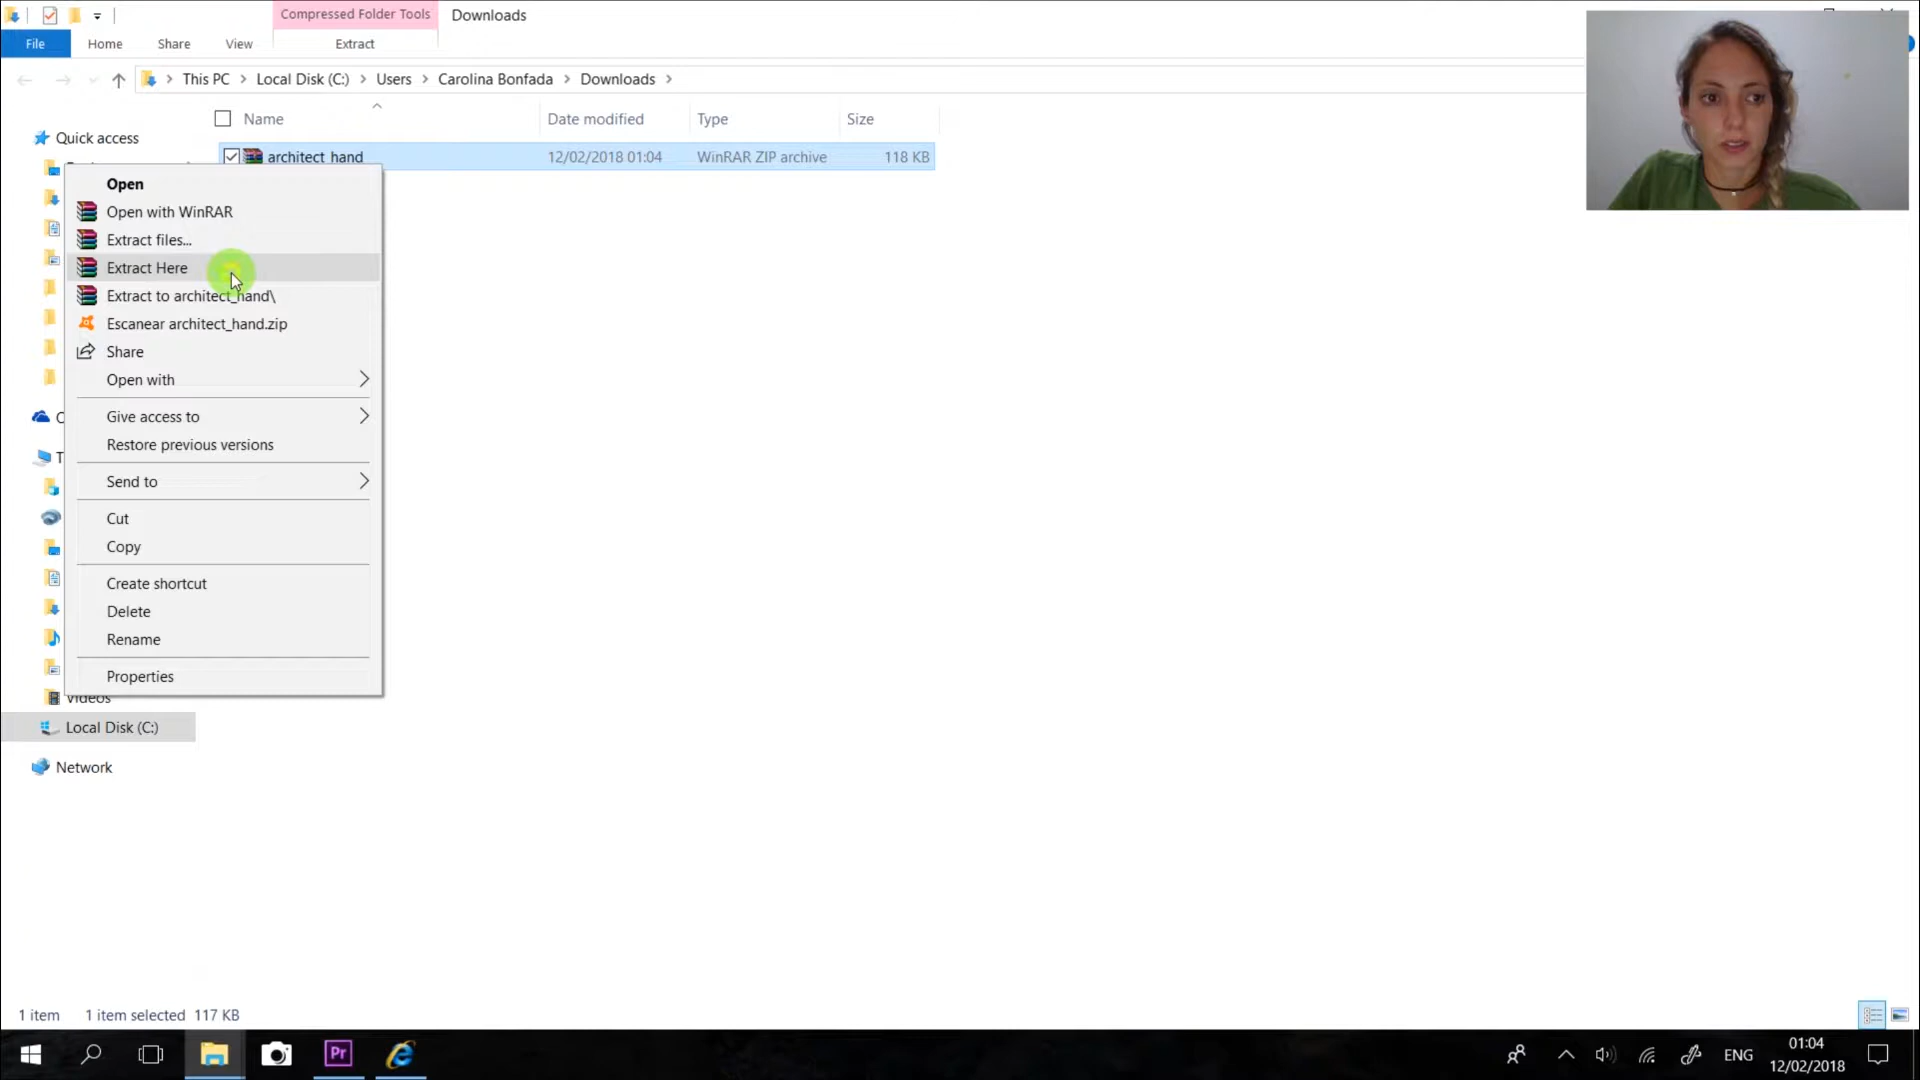 Compressed Folder Tools
Downloads
File
Home
Share
View
Extract
This PC
Local Disk (C:)
Users
Carolina Bonfada
Downloads
Name
Date modified
Type
Size
Quick access
architect_hand
12/02/2018 01:04
WinRAR ZIP archive
118 KB
Open
Open with WinRAR
Extract files...
Extract Here
Extract to architect_hand\
Escanear architect_hand.zip
Share
Open with
Give access to
Restore previous versions
Send to
Cut
Copy
Create shortcut
Delete
Rename
Properties
Videos
Local Disk (C:)
Network
1 item
1 item selected 117 KB
Pr
ENG
01:04
12/02/2018